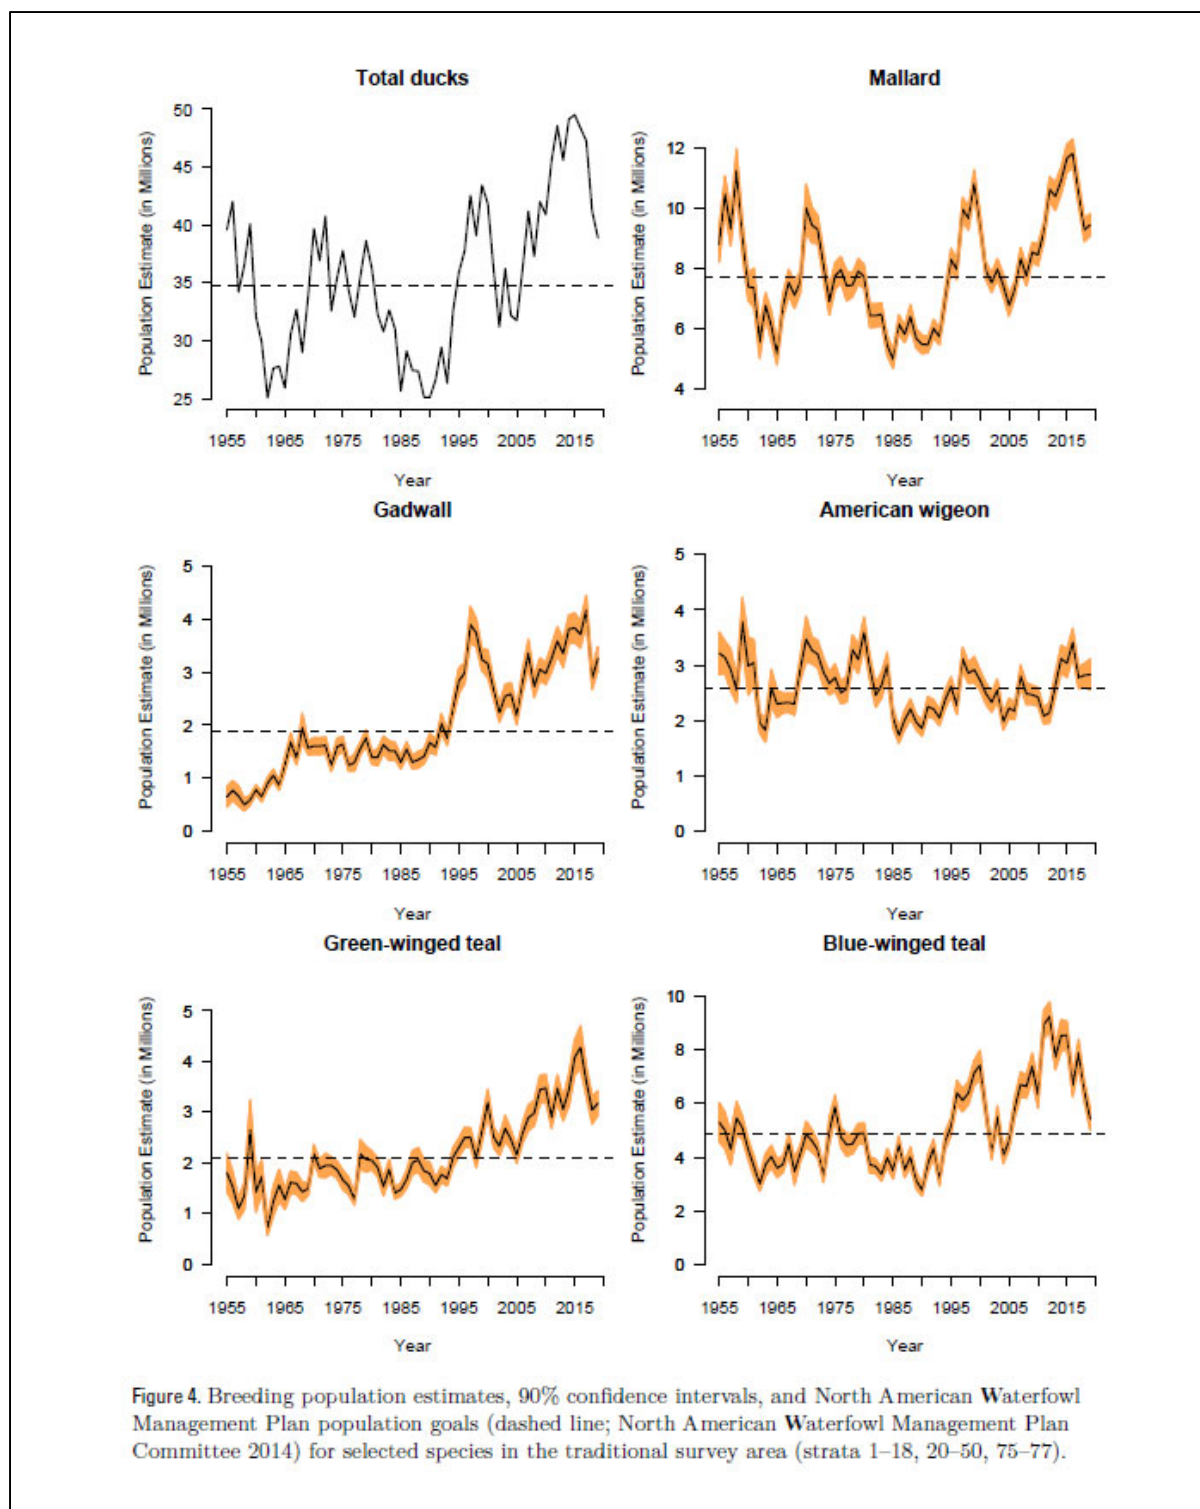 Total ducks
Population Estimate (in Millions)
50
45
40
35
30
25
1955 1965 1975 1985 1995 2005 2015
Year
Mallard
Population Estimate (in Millions)
12
10
8
6
4
1955 1965 1975 1985 1995 2005 2015
Year
Gadwall
Population Estimate (in Millions)
5
4
3
2
1
0
1955 1965 1975 1985 1995 2005 2015
Year
American wigeon
Population Estimate (in Millions)
5
4
3
2
1
0
1955 1965 1975 1985 1995 2005 2015
Year
Green-winged teal
Population Estimate (in Millions)
5
4
3
2
1
0
1955 1965 1975 1985 1995 2005 2015
Year
Blue-winged teal
Population Estimate (in Millions)
10
8
6
4
2
0
1955 1965 1975 1985 1995 2005 2015
Year
Figure 4. Breeding population estimates, 90% confidence intervals, and North American Waterfowl
Management Plan population goals (dashed line; North American Waterfowl Management Plan
Committee 2014) for selected species in the traditional survey area (strata 1–18, 20–50, 75–77).